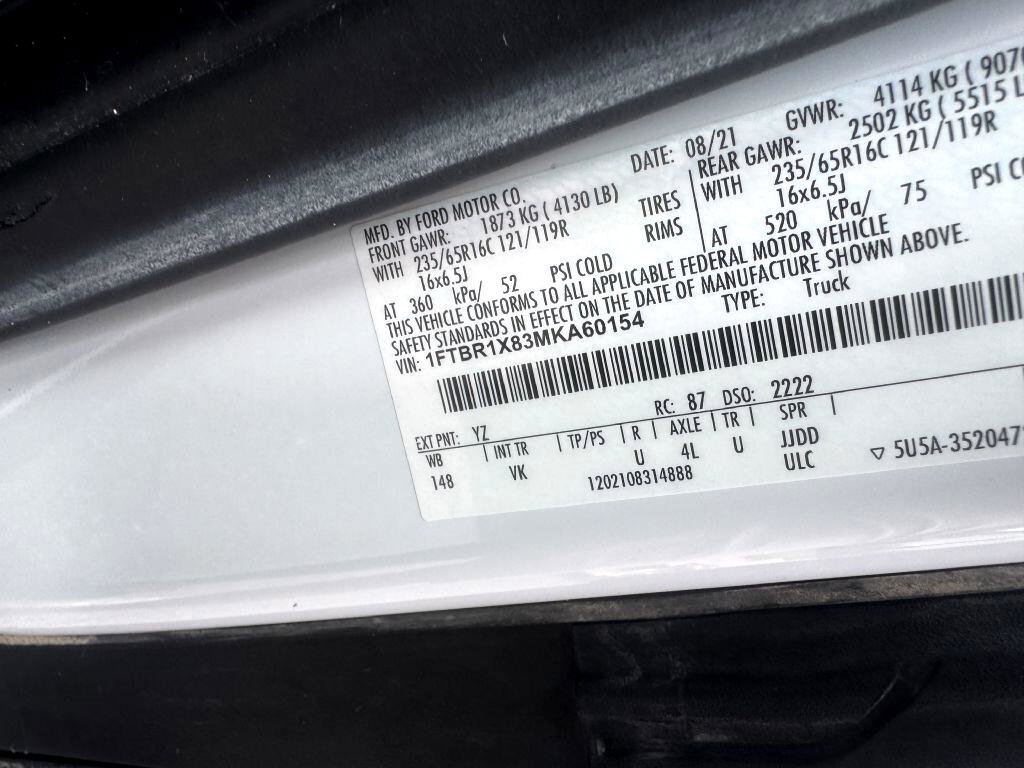 MFD. BY FORD MOTOR CO.
DATE: 08/21 GVWR: 4114 KG ( 9070
FRONT GAWR: 1873 KG ( 4130 LB) REAR GAWR: 2502 KG ( 5515 L
WITH 235/65R16C 121/119R TIRES WITH 235/65R16C 121/119R
16x6.5J RIMS 16x6.5J
AT 360 kPa/ 52 PSI COLD AT 520 kPa/ 75 PSI CO
THIS VEHICLE CONFORMS TO ALL APPLICABLE FEDERAL MOTOR VEHICLE
SAFETY STANDARDS IN EFFECT ON THE DATE OF MANUFACTURE SHOWN ABOVE.
VIN: 1FTBR1X83MKA60154 TYPE: Truck
EXT PNT: YZ RC: 87 DSO: 2222
WB | INT TR | TP/PS | R | AXLE | TR | SPR |
148 VK U 4L U JJDD
1202108314888 ULC
▽ 5U5A-352047